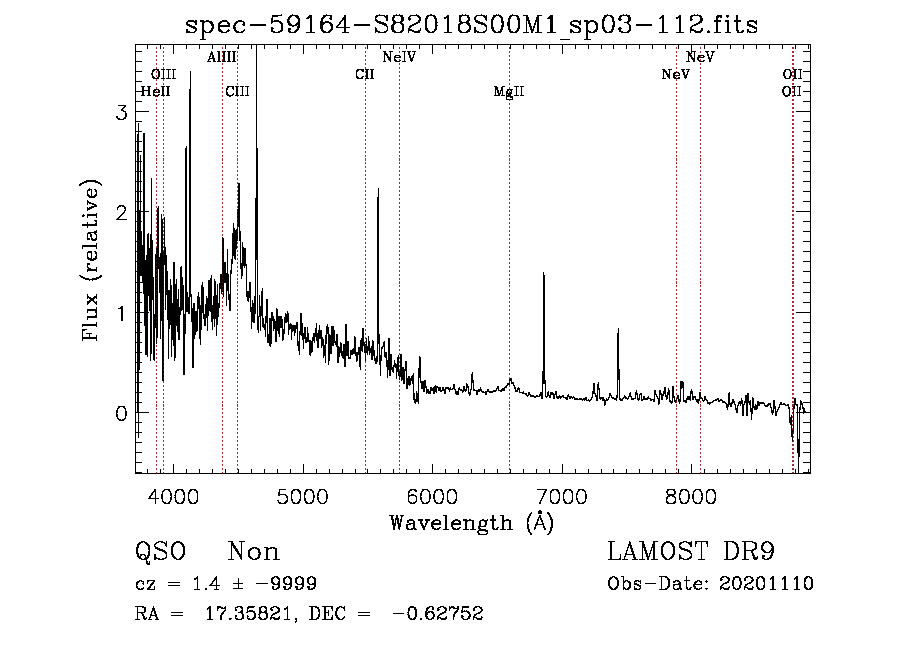 spec-59164-S82018S00M1_sp03-112.fits
AlIII NeIV NeV
OIII CII NeV OII
HeII CIII MgII OII
3
2
1
0
Flux (relative)
4000 5000 6000 7000 8000
Wavelength (Å)
QSO Non LAMOST DR9
cz = 1.4 ± -9999 Obs-Date: 20201110
RA = 17.35821, DEC = -0.62752